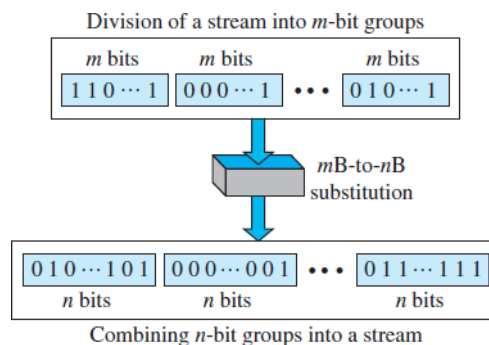 Division of a stream into m-bit groups
m bits m bits m bits
1 1 0 ··· 1 0 0 0 ··· 1 ••• 0 1 0 ··· 1
mB-to-nB
substitution
0 1 0 ··· 1 0 1 0 0 0 ··· 0 0 1 ••• 0 1 1 ··· 1 1 1
n bits n bits n bits
Combining n-bit groups into a stream